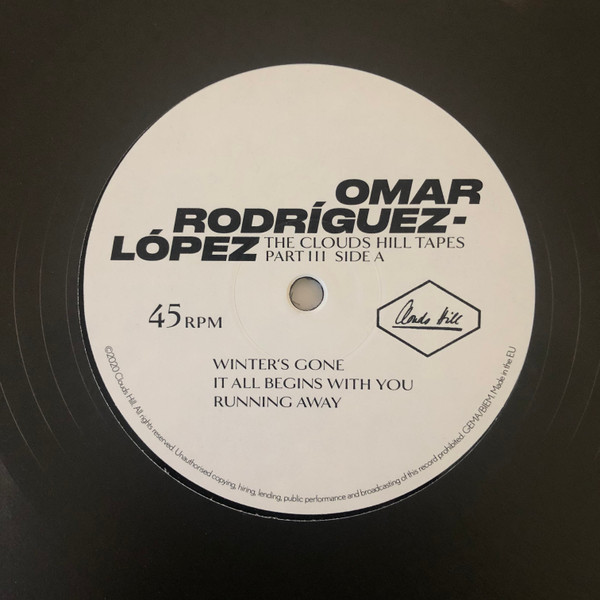 OMAR
RODRÍGUEZ-
LÓPEZ THE CLOUDS HILL TAPES
PART III SIDE A
45 RPM
Clouds Hill
WINTER'S GONE
IT ALL BEGINS WITH YOU
RUNNING AWAY
©2020 Clouds Hill. All rights reserved. Unauthorised copying, hiring, lending, public performance and broadcasting of this record prohibited. GEMA/BIEM. Made in the EU